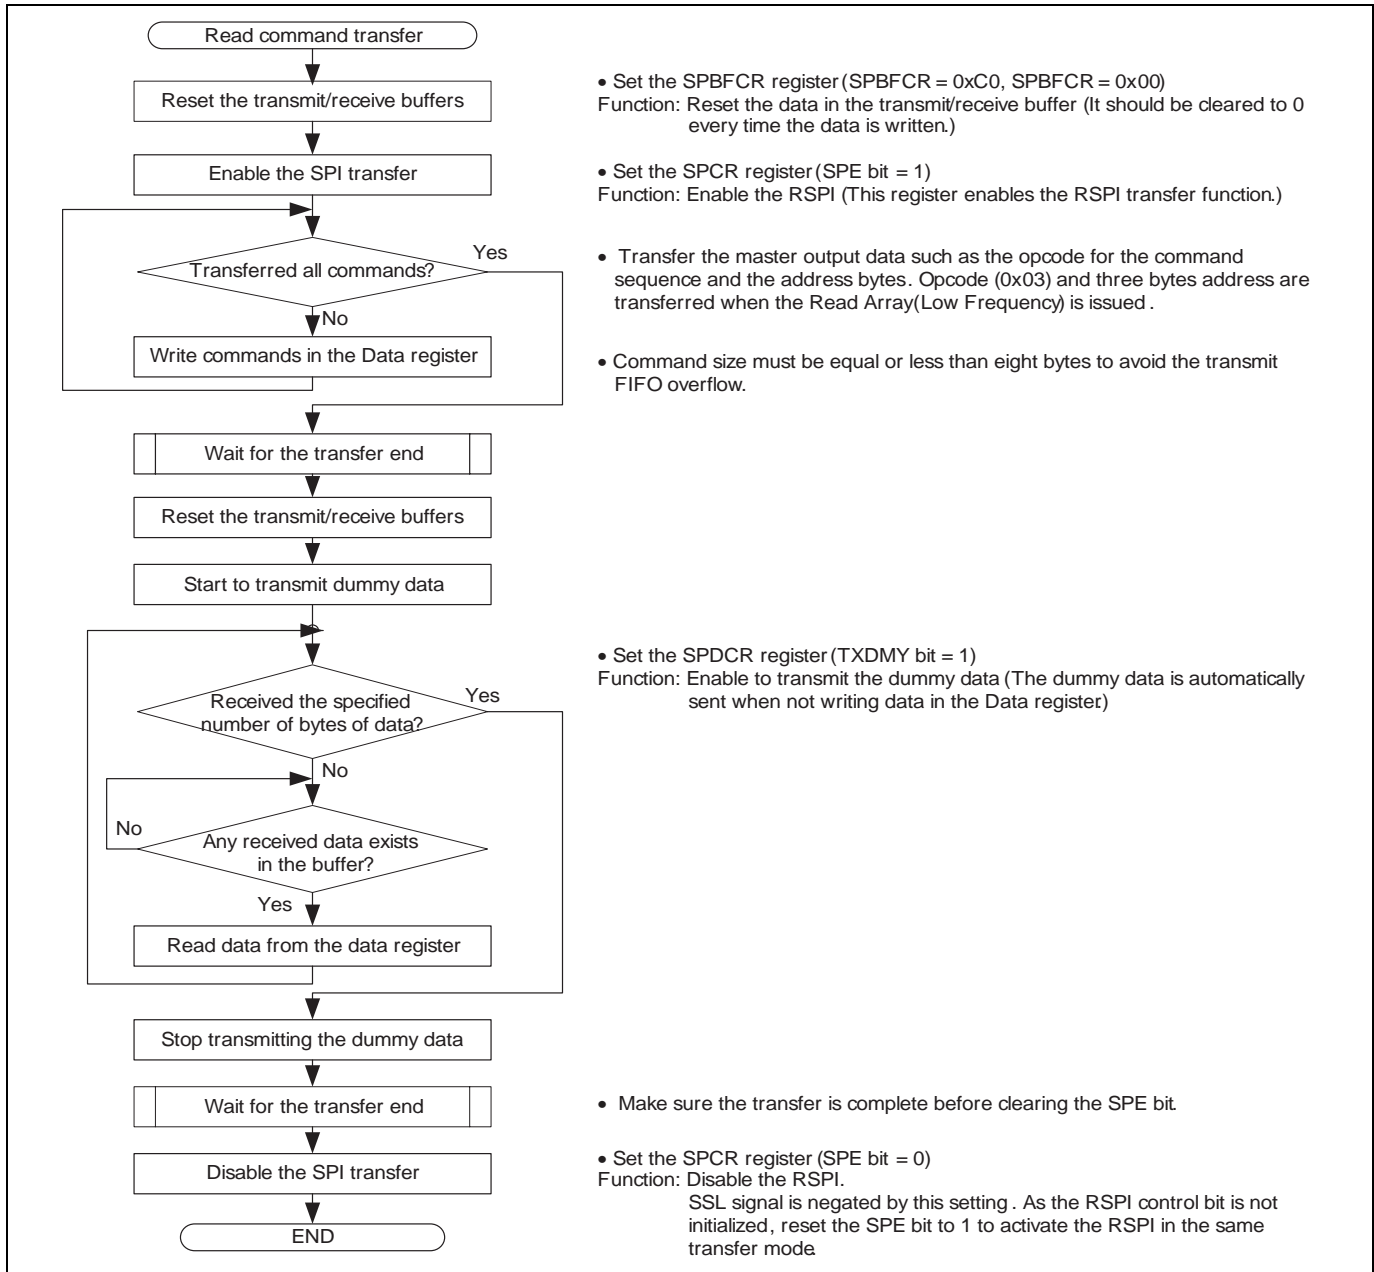 Read command transfer
Reset the transmit/receive buffers
• Set the SPBFCR register (SPBFCR = 0xC0, SPBFCR = 0x00)
Function: Reset the data in the transmit/receive buffer (It should be cleared to 0
every time the data is written.)
Enable the SPI transfer
• Set the SPCR register (SPE bit = 1)
Function: Enable the RSPI (This register enables the RSPI transfer function.)
Transferred all commands?
Yes
No
• Transfer the master output data such as the opcode for the command
sequence and the address bytes. Opcode (0x03) and three bytes address are
transferred when the Read Array(Low Frequency) is issued .
Write commands in the Data register
• Command size must be equal or less than eight bytes to avoid the transmit
FIFO overflow.
Wait for the transfer end
Reset the transmit/receive buffers
Start to transmit dummy data
• Set the SPDCR register (TXDMY bit = 1)
Function: Enable to transmit the dummy data (The dummy data is automatically
sent when not writing data in the Data register.)
Received the specified
number of bytes of data?
Yes
No
Any received data exists
in the buffer?
No
Yes
Read data from the data register
Stop transmitting the dummy data
Wait for the transfer end
• Make sure the transfer is complete before clearing the SPE bit.
Disable the SPI transfer
• Set the SPCR register (SPE bit = 0)
Function: Disable the RSPI.
SSL signal is negated by this setting . As the RSPI control bit is not
initialized , reset the SPE bit to 1 to activate the RSPI in the same
transfer mode.
END